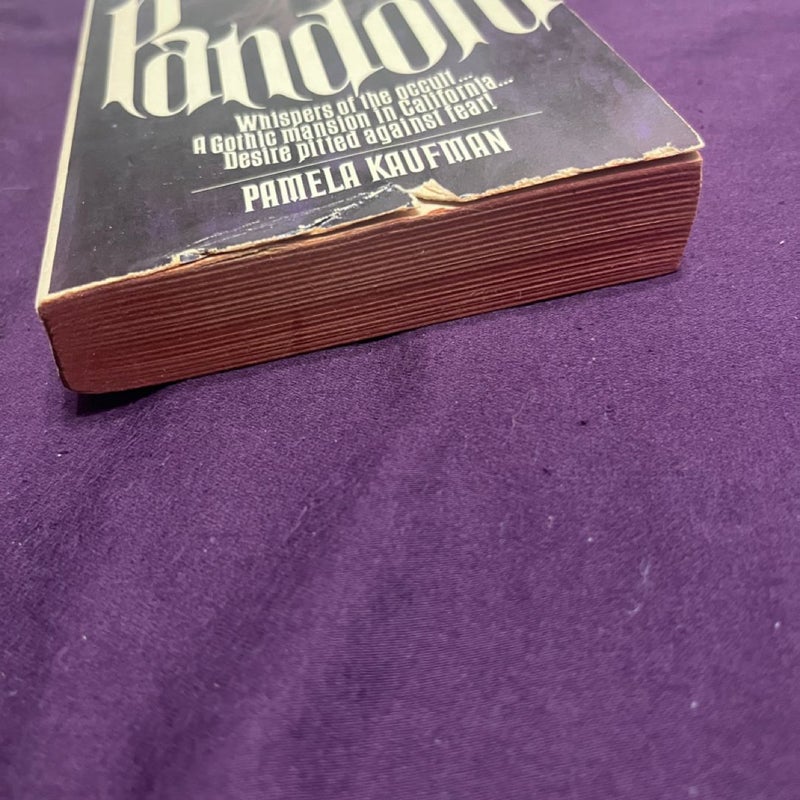 Pandora
Whispers of the occult...
A Gothic mansion in California...
Desire pitted against fear!
PAMELA KAUFMAN